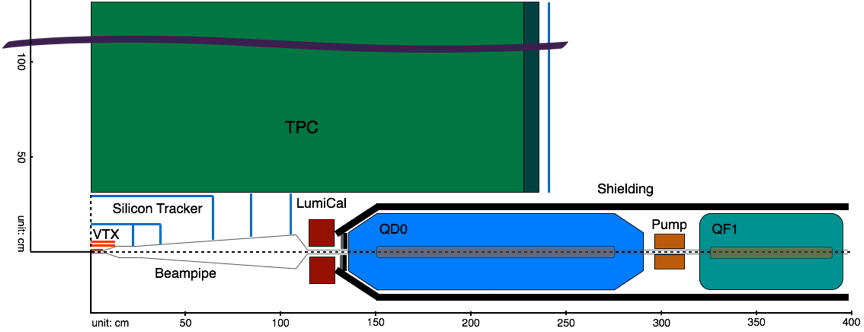 100
TPC
50
Shielding
LumiCal
Silicon Tracker
VTX
QD0
Pump
QF1
unit: cm
Beampipe
unit: cm 50 100 150 200 250 300 350 400